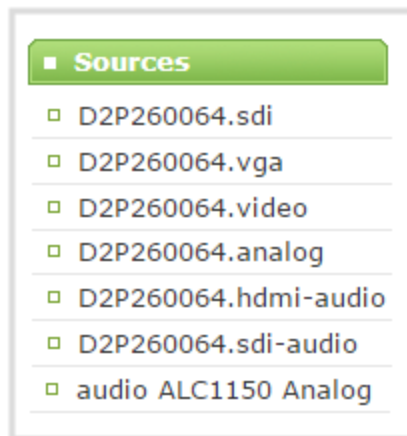 Sources
D2P260064.sdi
D2P260064.vga
D2P260064.video
D2P260064.analog
D2P260064.hdmi-audio
D2P260064.sdi-audio
audio ALC1150 Analog